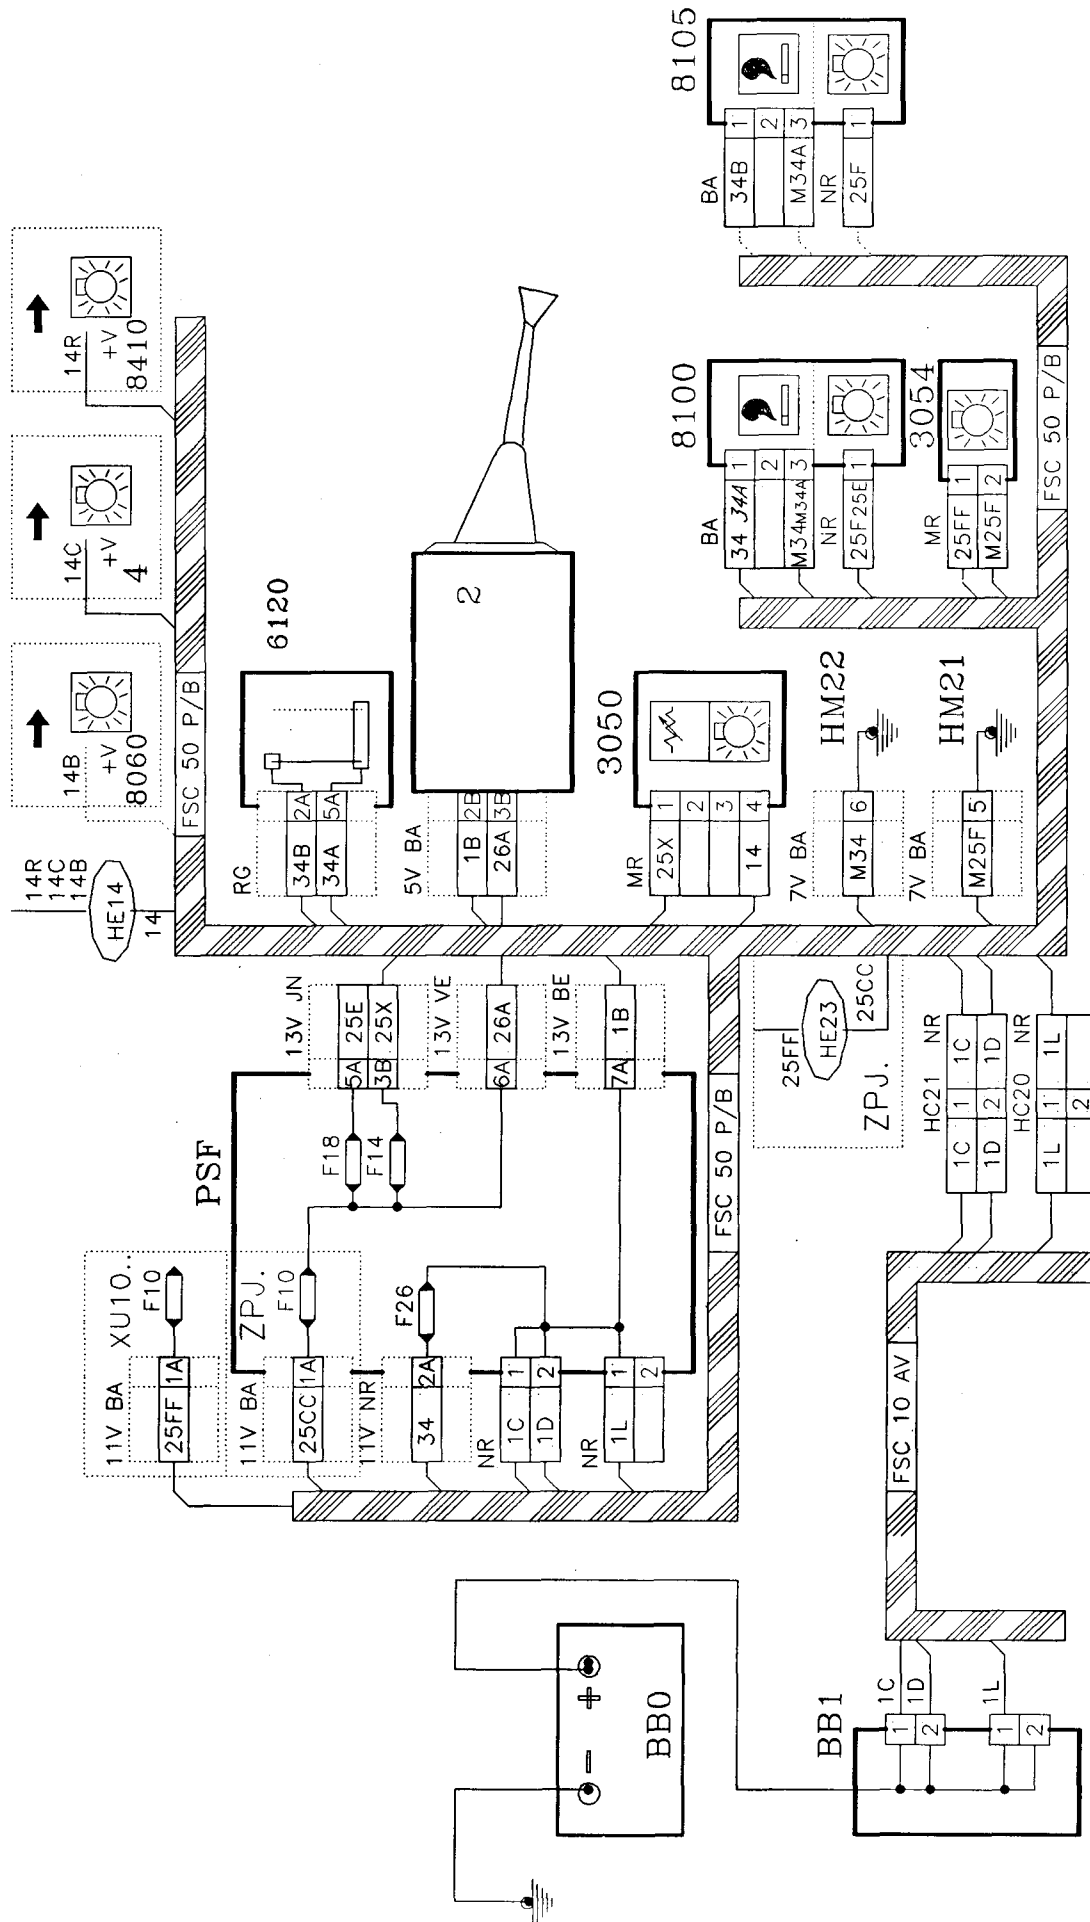 8105
BA
34B 1
2
M34A 3
NR
25F 1
14R
+V
8410
14C
+V
4
14B
+V
8060
14R
14C
14B
HE14
14
FSC 50 P/B
6120
RG
34B 2A
34A 5A
2
5V BA
1B 2B
26A 3B
3050
MR
25X 1
2
3
14 4
8100
BA
34 34A 1
2
M34 M34A 3
NR
25F 25E 1
3054
MR
25FF 1
M25F 2
FSC 50 P/B
HM22
7V BA
M34 6
HM21
7V BA
M25F 5
PSF
13V JN
5A 25E
3B 25X
13V VE
6A 26A
13V BE
7A 1B
F18
F14
XU10..
F10
11V BA
25FF 1A
ZPJ.
F10
11V BA
25CC 1A
F26
11V NR
34 2A
NR
1C 1
1D 2
NR
1L 1
2
FSC 50 P/B
25FF
HE23
25CC
ZPJ.
HC21 NR
1C 1 1C
1D 2 1D
HC20 NR
1L 1 1L
2
FSC 10 AV
BB0
+
−
BB1
1 1C
2 1D
1 1L
2